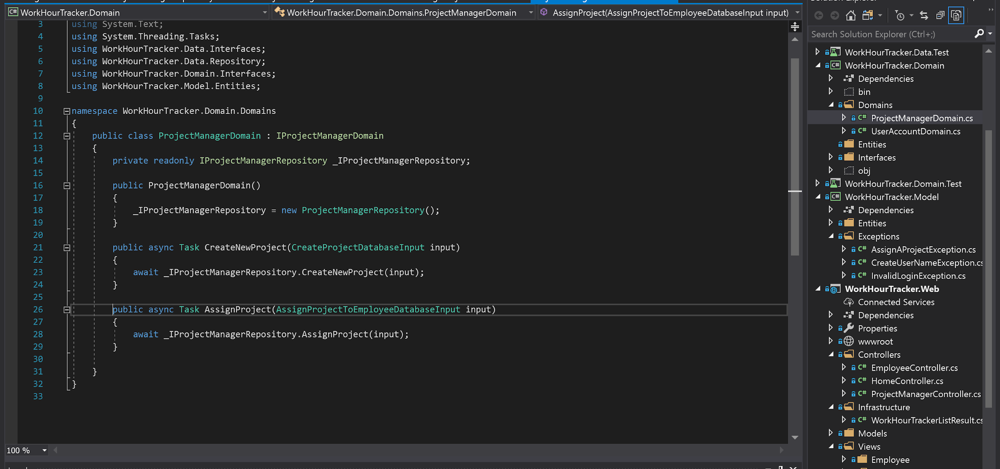 WorkHourTracker.Domain
WorkHourTracker.Domain.Domains.ProjectManagerDomain
AssignProject(AssignProjectToEmployeeDatabaseInput input)
3 using System.Text;
4 using System.Threading.Tasks;
5 using WorkHourTracker.Data.Interfaces;
6 using WorkHourTracker.Data.Repository;
7 using WorkHourTracker.Domain.Interfaces;
8 using WorkHourTracker.Model.Entities;
9
10 namespace WorkHourTracker.Domain.Domains
11 {
12 public class ProjectManagerDomain : IProjectManagerDomain
13 {
14 private readonly IProjectManagerRepository _IProjectManagerRepository;
15
16 public ProjectManagerDomain()
17 {
18 _IProjectManagerRepository = new ProjectManagerRepository();
19 }
20
21 public async Task CreateNewProject(CreateProjectDatabaseInput input)
22 {
23 await _IProjectManagerRepository.CreateNewProject(input);
24 }
25
26 public async Task AssignProject(AssignProjectToEmployeeDatabaseInput input)
27 {
28 await _IProjectManagerRepository.AssignProject(input);
29 }
30
31 }
32 }
33
100 %
Search Solution Explorer (Ctrl+;)
WorkHourTracker.Data.Test
C# WorkHourTracker.Domain
Dependencies
bin
Domains
C# ProjectManagerDomain.cs
C# UserAccountDomain.cs
Entities
Interfaces
obj
WorkHourTracker.Domain.Test
C# WorkHourTracker.Model
Dependencies
Entities
Exceptions
C# AssignAProjectException.cs
C# CreateUserNameException.cs
C# InvalidLoginException.cs
WorkHourTracker.Web
Connected Services
Dependencies
Properties
wwwroot
Controllers
C# EmployeeController.cs
C# HomeController.cs
C# ProjectManagerController.cs
Infrastructure
C# WorkHourTrackerListResult.cs
Models
Views
Employee